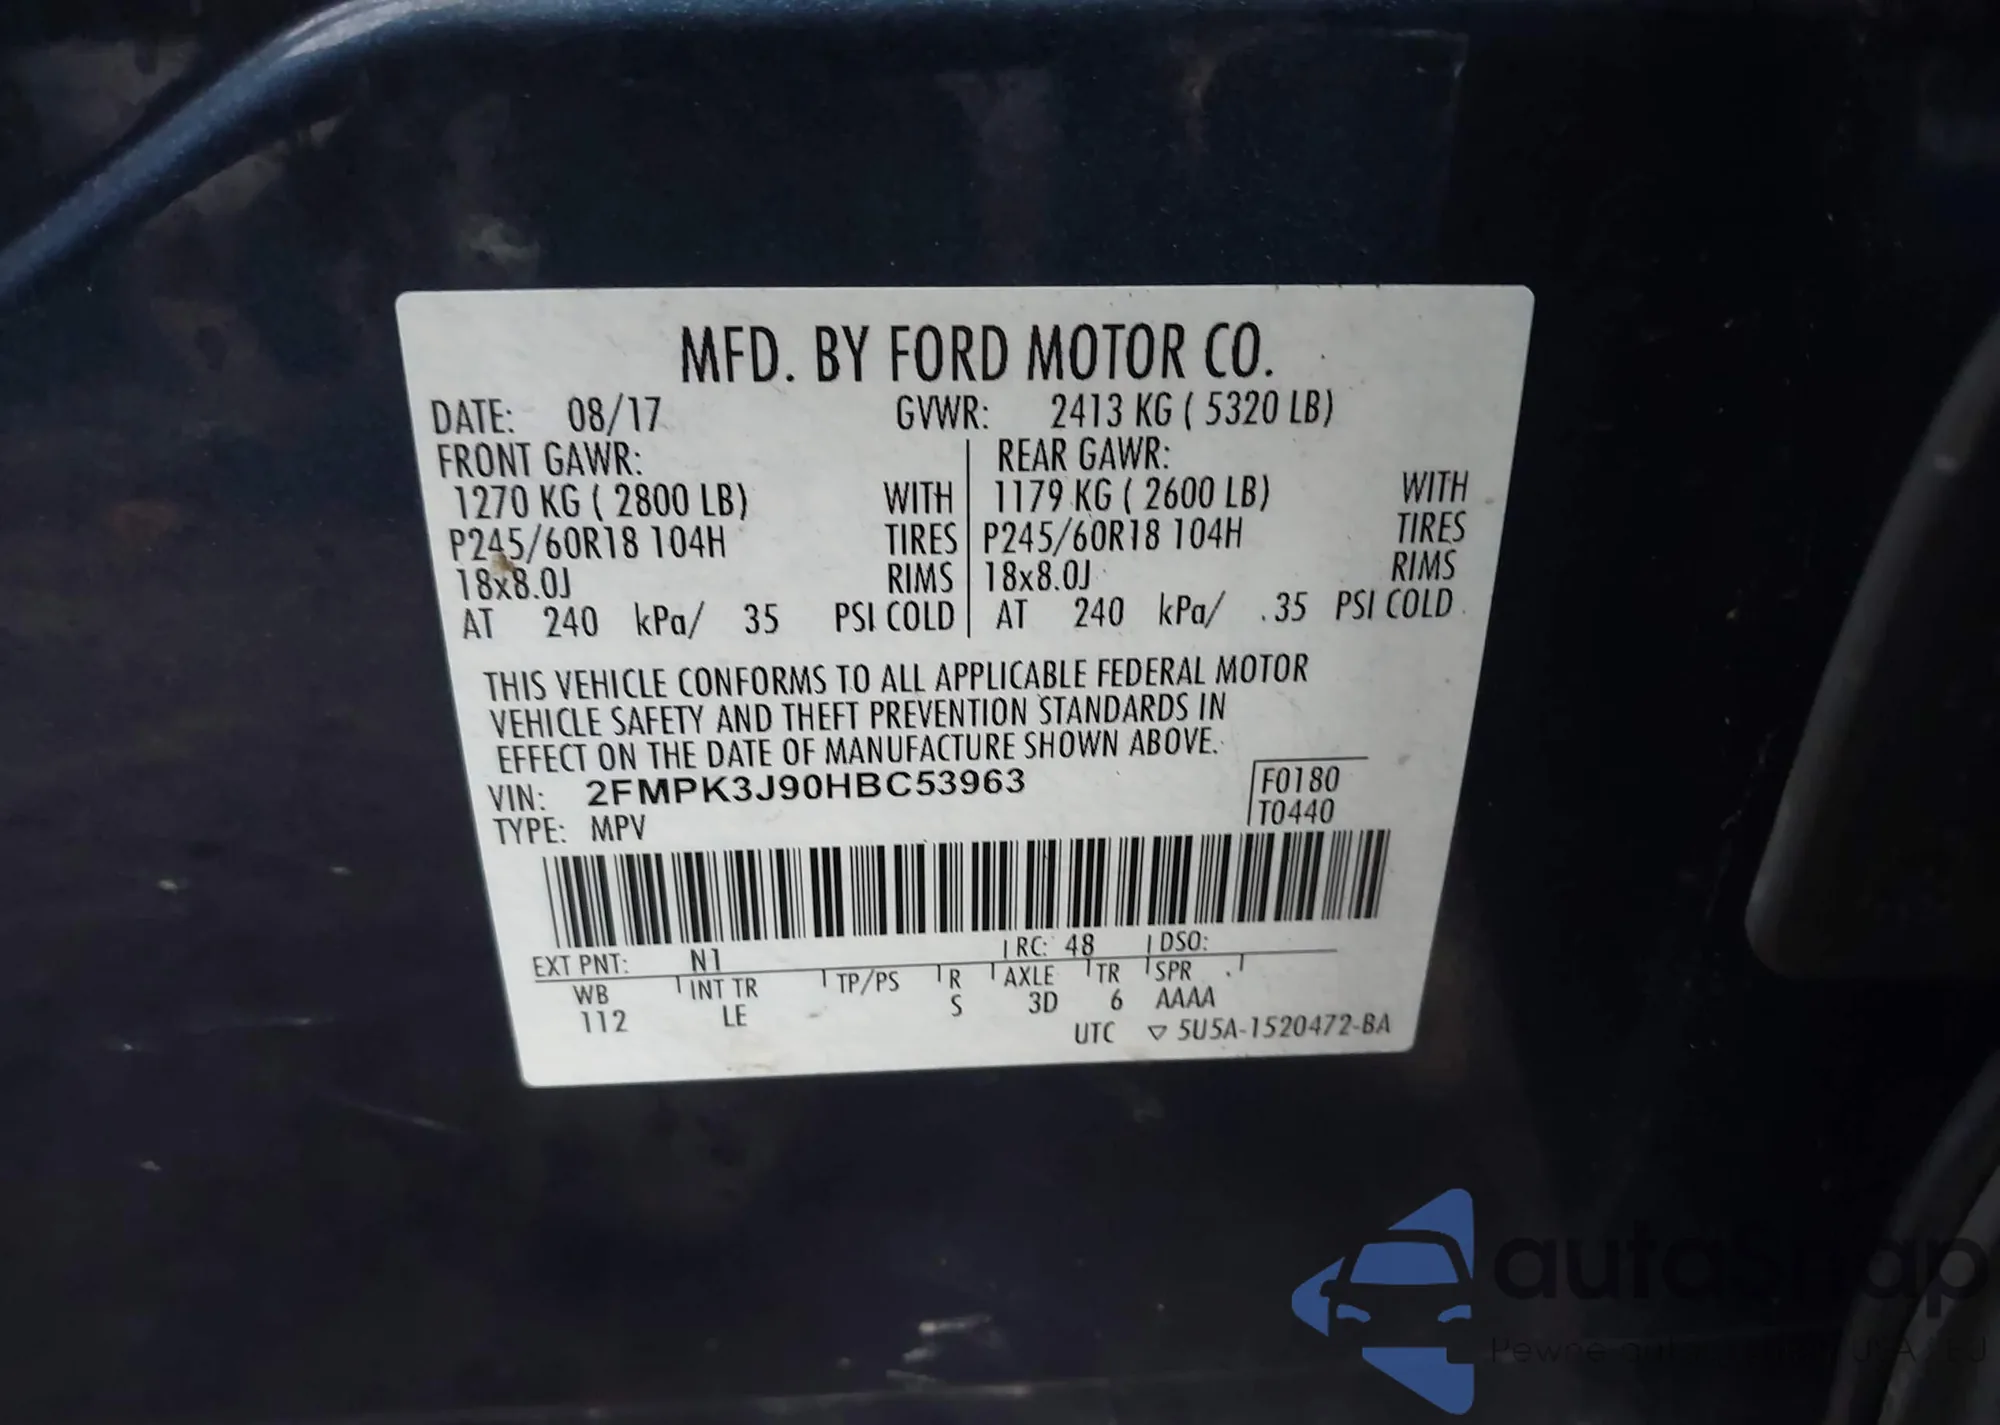 MFD. BY FORD MOTOR CO.
DATE: 08/17 GVWR: 2413 KG ( 5320 LB)
FRONT GAWR: REAR GAWR:
1270 KG ( 2800 LB) WITH 1179 KG ( 2600 LB) WITH
P245/60R18 104H TIRES P245/60R18 104H TIRES
18x8.0J RIMS 18x8.0J RIMS
AT 240 kPa/ 35 PSI COLD AT 240 kPa/ 35 PSI COLD
THIS VEHICLE CONFORMS TO ALL APPLICABLE FEDERAL MOTOR
VEHICLE SAFETY AND THEFT PREVENTION STANDARDS IN
EFFECT ON THE DATE OF MANUFACTURE SHOWN ABOVE.
VIN: 2FMPK3J90HBC53963 F0180
TYPE: MPV T0440
EXT PNT: N1 RC: 48 DSO:
WB INT TR TP/PS R AXLE TR SPR
112 LE S 3D 6 AAAA
UTC ▽ 5U5A-1520472-BA
autoSnap
Pewne auta USA